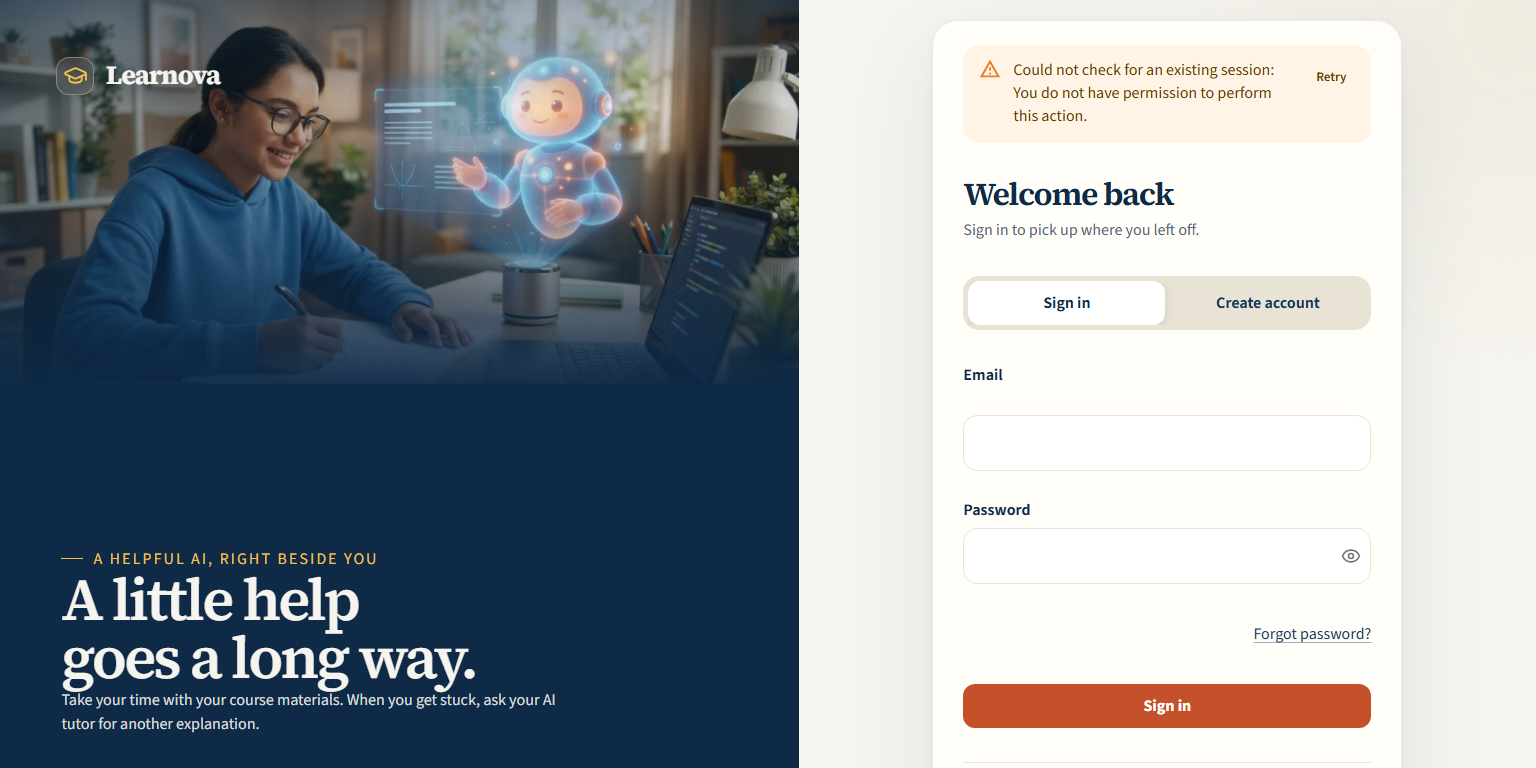 Learnova
A HELPFUL AI, RIGHT BESIDE YOU
A little help
goes a long way.
Take your time with your course materials. When you get stuck, ask your AI
tutor for another explanation.
Could not check for an existing session:
You do not have permission to perform
this action.
Retry
Welcome back
Sign in to pick up where you left off.
Sign in
Create account
Email
Password
Forgot password?
Sign in